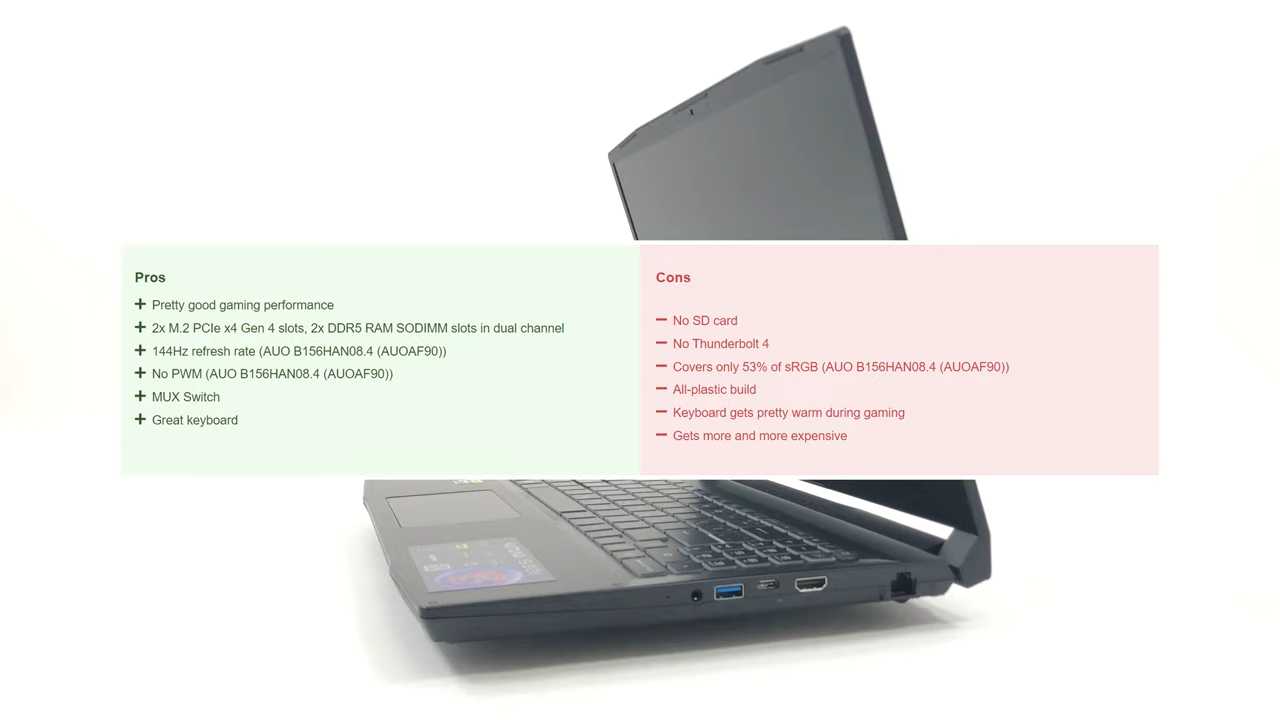 Pros
Pretty good gaming performance
2x M.2 PCIe x4 Gen 4 slots, 2x DDR5 RAM SODIMM slots in dual channel
144Hz refresh rate (AUO B156HAN08.4 (AUOAF90))
No PWM (AUO B156HAN08.4 (AUOAF90))
MUX Switch
Great keyboard
Cons
No SD card
No Thunderbolt 4
Covers only 53% of sRGB (AUO B156HAN08.4 (AUOAF90))
All-plastic build
Keyboard gets pretty warm during gaming
Gets more and more expensive